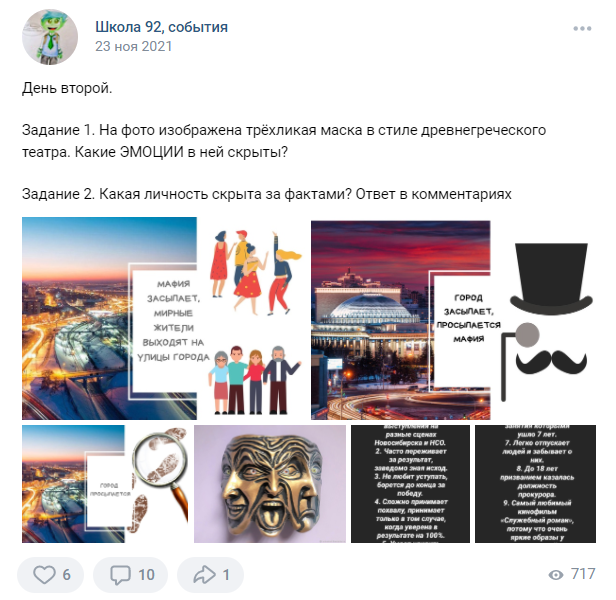 Школа 92, события
23 ноя 2021
День второй.
Задание 1. На фото изображена трёхликая маска в стиле древнегреческого
театра. Какие ЭМОЦИИ в ней скрыты?
Задание 2. Какая личность скрыта за фактами? Ответ в комментариях
МАФИЯ
ЗАСЫПАЕТ,
МИРНЫЕ
ЖИТЕЛИ
ВЫХОДЯТ НА
УЛИЦЫ ГОРОДА
ГОРОД
ЗАСЫПАЕТ,
ПРОСЫПАЕТСЯ
МАФИЯ
ГОРОД
ПРОСЫПАЕТСЯ
выступления на
разные сценах
Новосибирска и НСО.
2. Часто переживает
за результат,
заведомо зная исход.
3. Не любит уступать,
борется до конца за
победу.
4. Сложно принимает
похвалу, принимает
только в том случае,
когда уверена в
результате на 100%.
занятия которыми
ушло 7 лет.
7. Легко отпускает
людей и забывает о
них.
8. До 18 лет
призванием казалась
должность
прокурора.
9. Самый любимый
кинофильм
«Служебный роман»,
потому что очень
яркие образы у
6
10
1
717